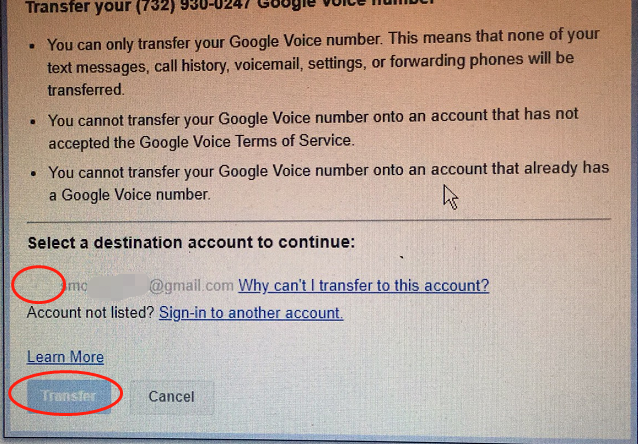 Transfer your (732) 930-0247 Google Voice number
You can only transfer your Google Voice number. This means that none of your
text messages, call history, voicemail, settings, or forwarding phones will be
transferred.
You cannot transfer your Google Voice number onto an account that has not
accepted the Google Voice Terms of Service.
You cannot transfer your Google Voice number onto an account that already has
a Google Voice number.
Select a destination account to continue:
@gmail.com Why can't I transfer to this account?
Account not listed? Sign-in to another account.
Learn More
Transfer Cancel